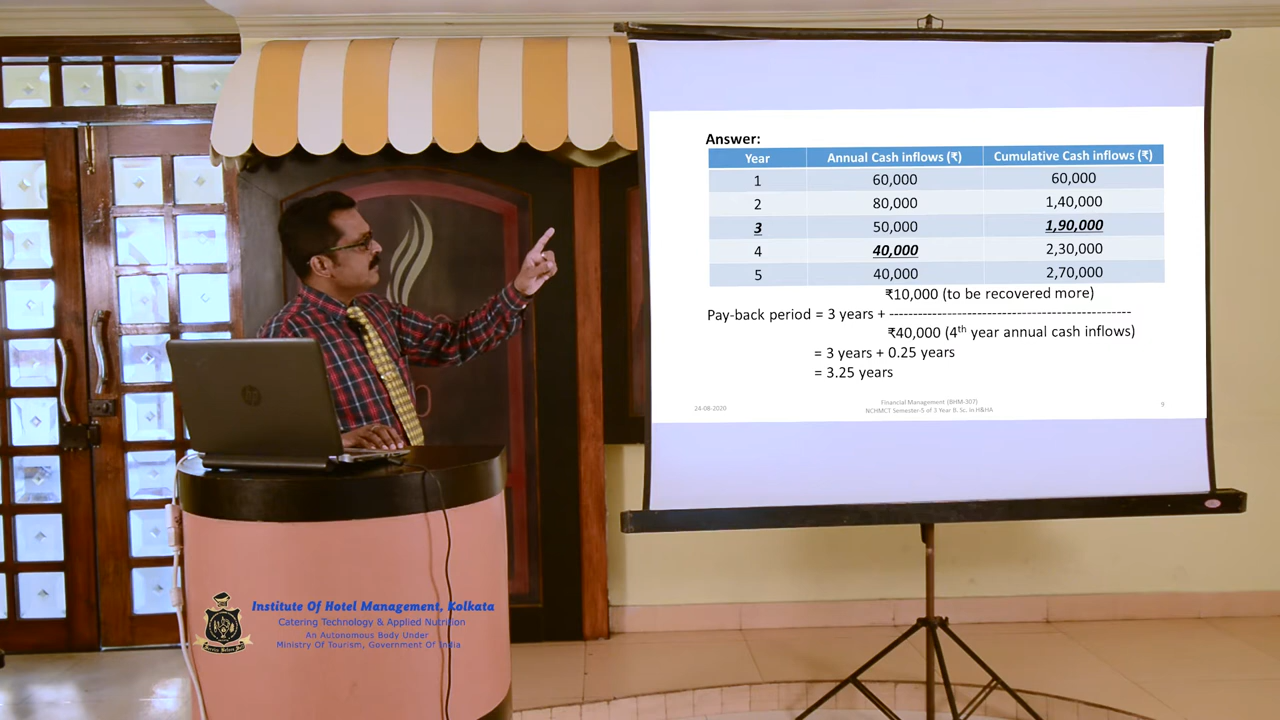 Answer:
Year Annual Cash inflows (₹) Cumulative Cash inflows (₹)
1 60,000 60,000
2 80,000 1,40,000
3 50,000 1,90,000
4 40,000 2,30,000
5 40,000 2,70,000
₹10,000 (to be recovered more)
Pay-back period = 3 years + --------------------------------------------------
₹40,000 (4th year annual cash inflows)
= 3 years + 0.25 years
= 3.25 years
24-08-2020
Financial Management (BHM-307)
NCHMCT Semester-5 of 3 Year B. Sc. in H&HA
9
hp
Institute Of Hotel Management, Kolkata
Catering Technology & Applied Nutrition
An Autonomous Body Under
Ministry Of Tourism, Government Of India